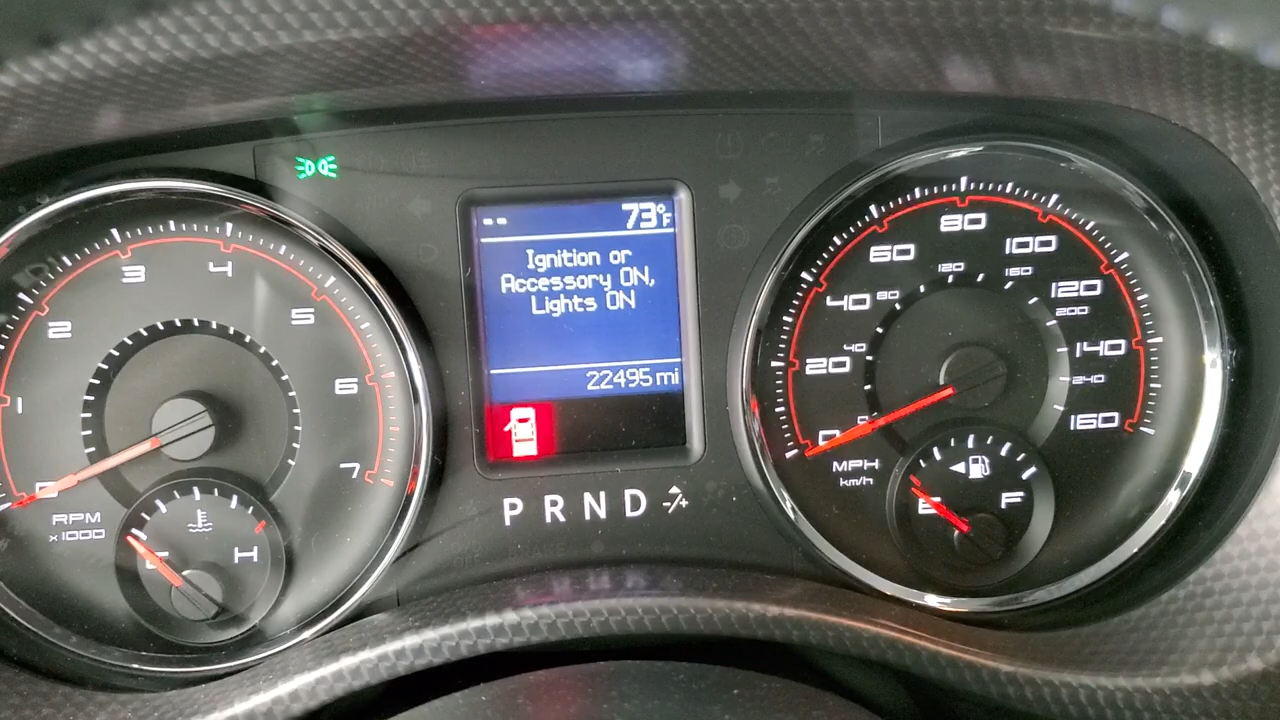 -- 73°F
Ignition or
Accessory ON,
Lights ON
22495 mi
P R N D -/+
0 1 2 3 4 5 6 7
RPM
x1000
C H
0 20 40 60 80 100 120 140 160
0 40 80 120 160 200 240
MPH
km/h
E F